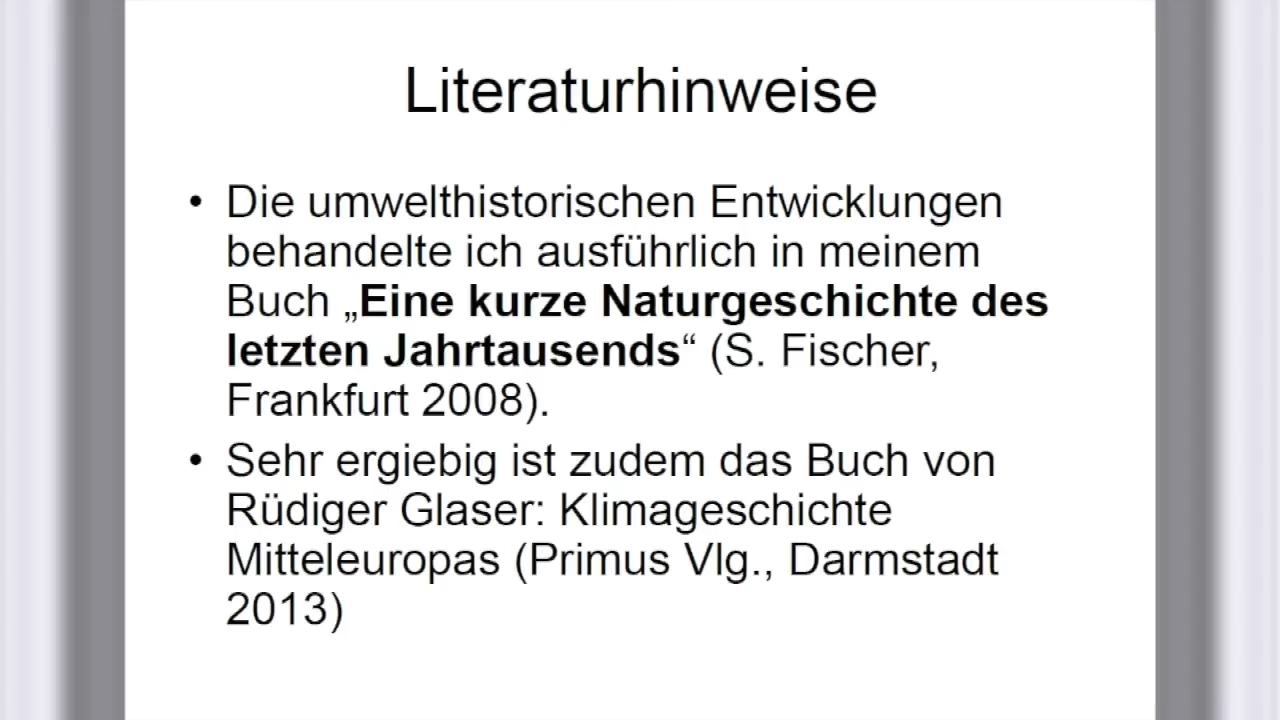 Literaturhinweise
• Die umwelthistorischen Entwicklungen
behandelte ich ausführlich in meinem
Buch „Eine kurze Naturgeschichte des
letzten Jahrtausends“ (S. Fischer,
Frankfurt 2008).
• Sehr ergiebig ist zudem das Buch von
Rüdiger Glaser: Klimageschichte
Mitteleuropas (Primus Vlg., Darmstadt
2013)